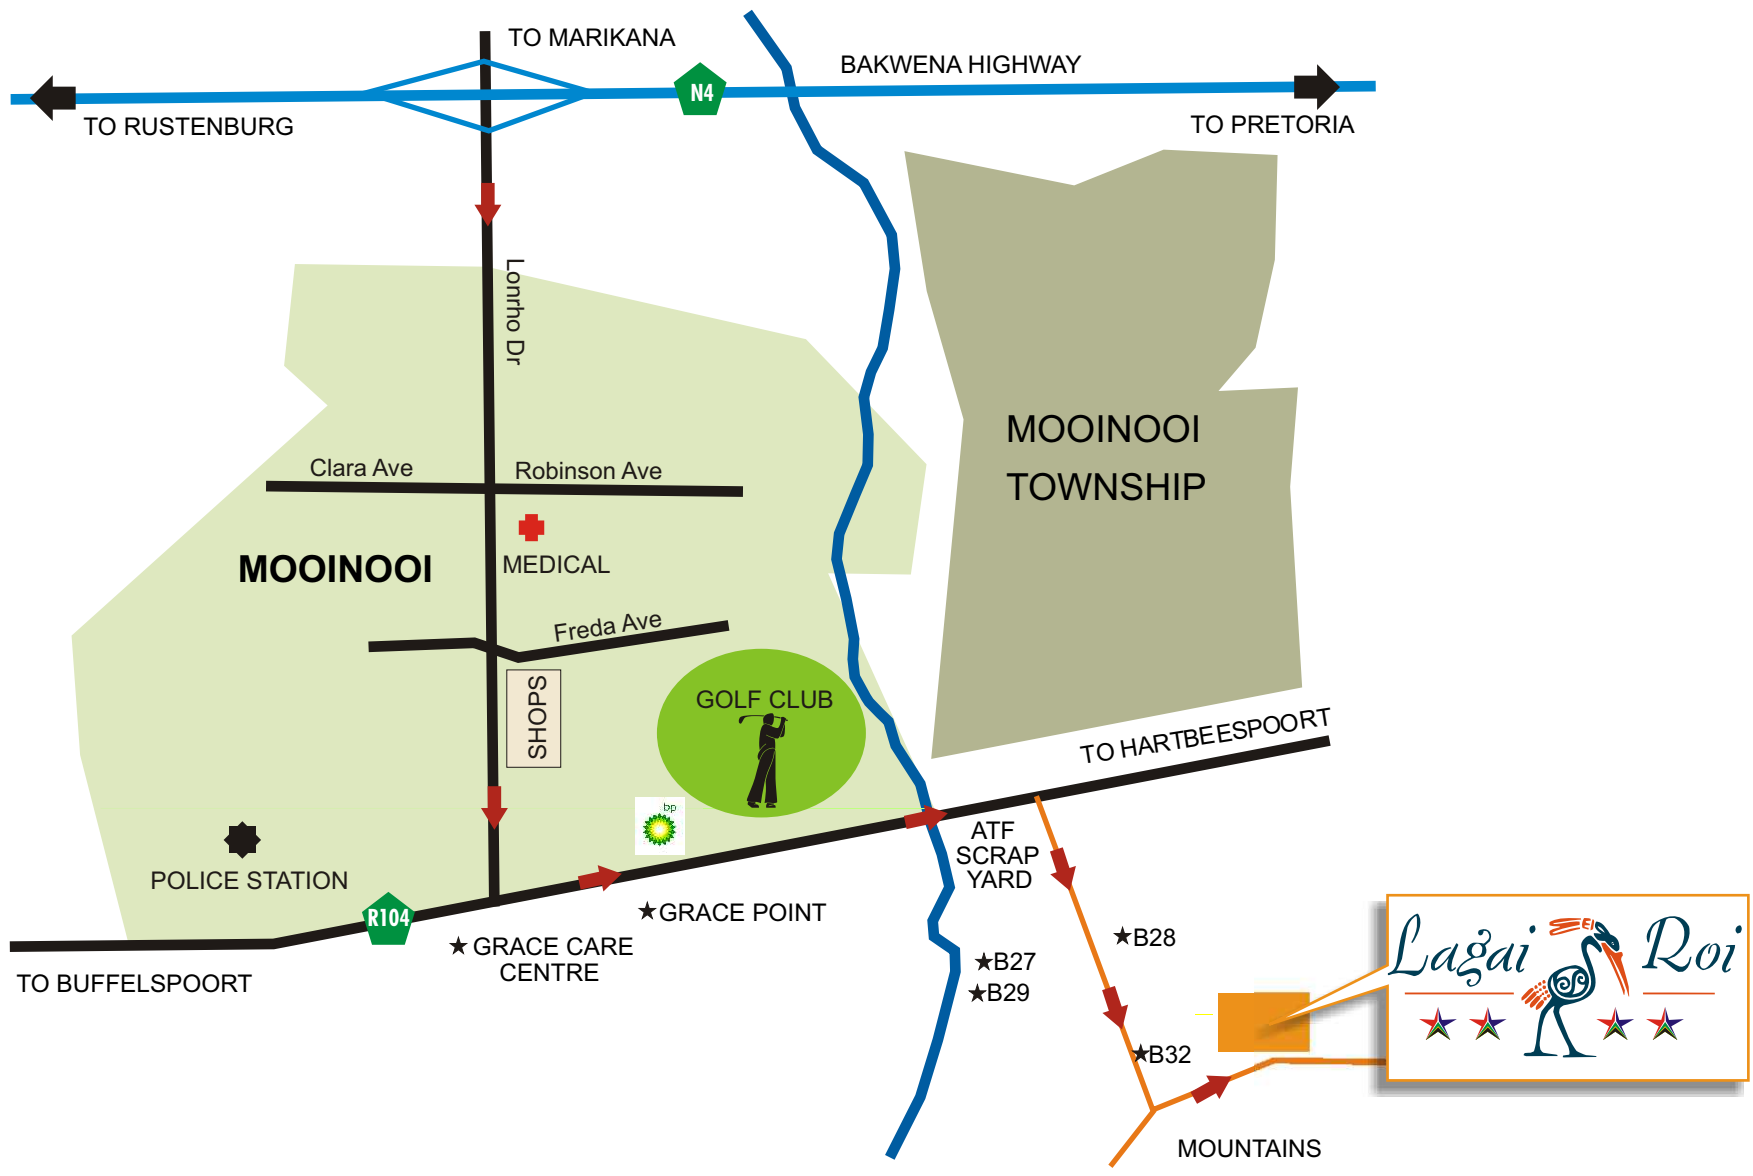 TO MARIKANA
BAKWENA HIGHWAY
N4
TO RUSTENBURG
TO PRETORIA
Lonrho Dr
MOOINOOI
TOWNSHIP
Clara Ave
Robinson Ave
MOOINOOI
MEDICAL
Freda Ave
SHOPS
GOLF CLUB
TO HARTBEESPOORT
bp
ATF
SCRAP
YARD
POLICE STATION
R104
GRACE POINT
GRACE CARE
CENTRE
TO BUFFELSPOORT
B28
B27
B29
B32
Lagai Roi
MOUNTAINS